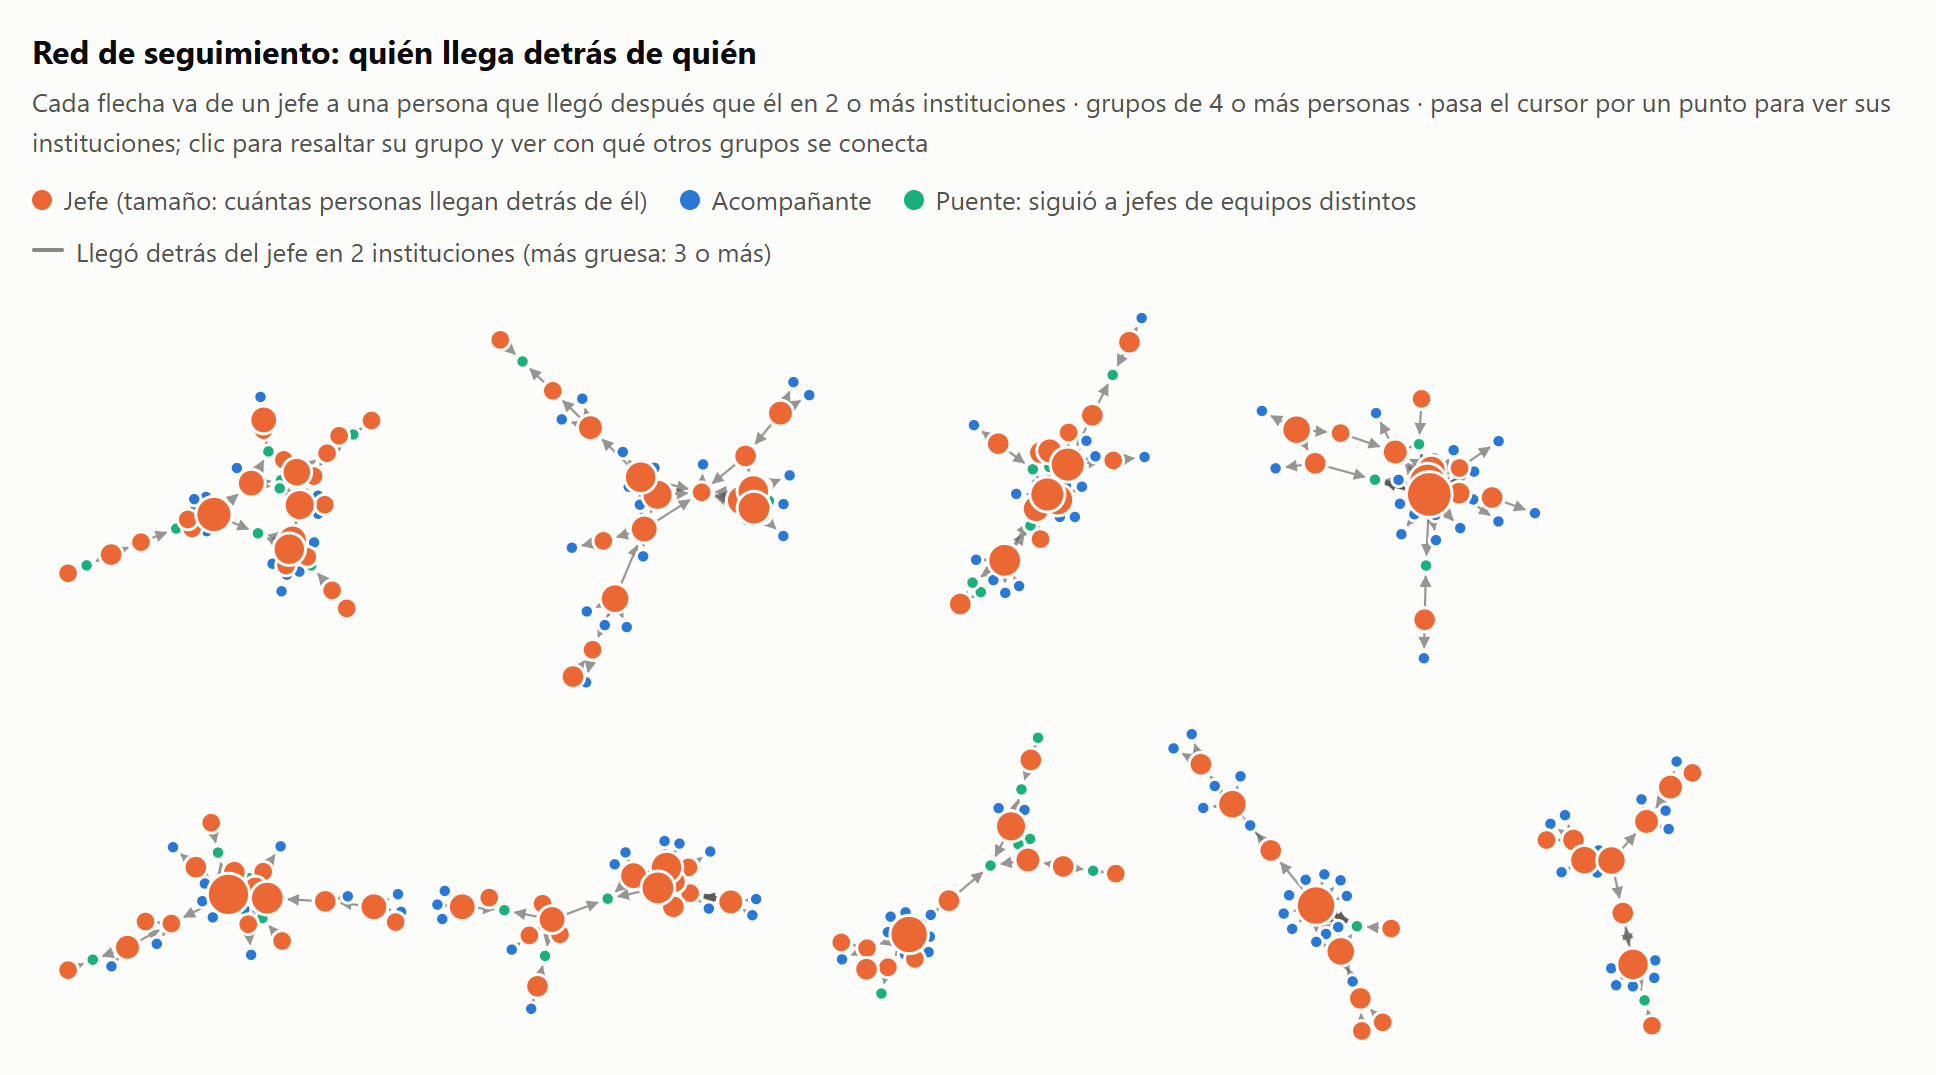 Red de seguimiento: quién llega detrás de quién
Cada flecha va de un jefe a una persona que llegó después que él en 2 o más instituciones · grupos de 4 o más personas · pasa el cursor por un punto para ver sus
instituciones; clic para resaltar su grupo y ver con qué otros grupos se conecta
Jefe (tamaño: cuántas personas llegan detrás de él) Acompañante Puente: siguió a jefes de equipos distintos
Llegó detrás del jefe en 2 instituciones (más gruesa: 3 o más)